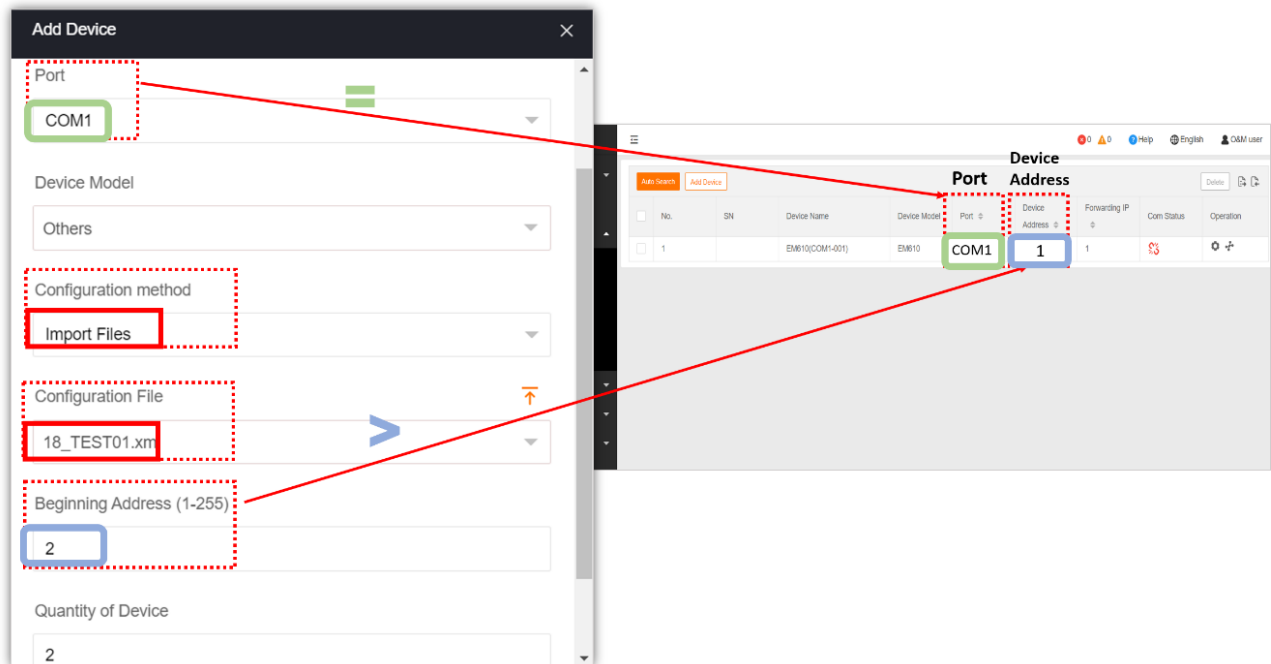 Add Device
Port
=
COM1
Device Model
Others
Configuration method
Import Files
Configuration File
18_TEST01.xm
>
Beginning Address (1-255)
2
Quantity of Device
2
0 0 Help English O&M user
Port Device Address
Auto Search Add Device Delete
No. SN Device Name Device Model Port Device Address Forwarding IP Com Status Operation
1 EM610(COM1-001) EM610 COM1 1 1